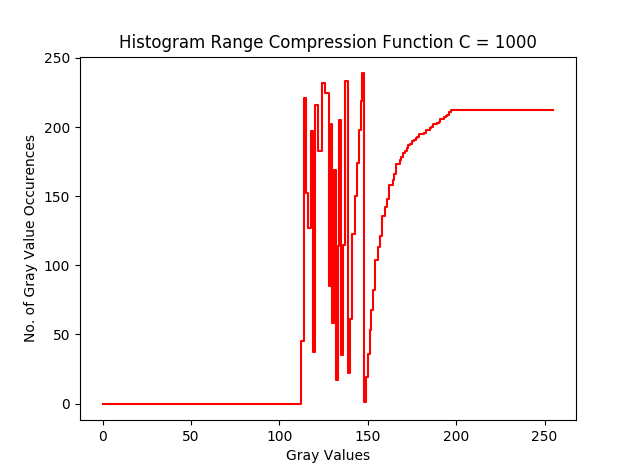 Histogram Range Compression Function C = 1000
250
200
150
100
50
0
No. of Gray Value Occurences
0 50 100 150 200 250
Gray Values